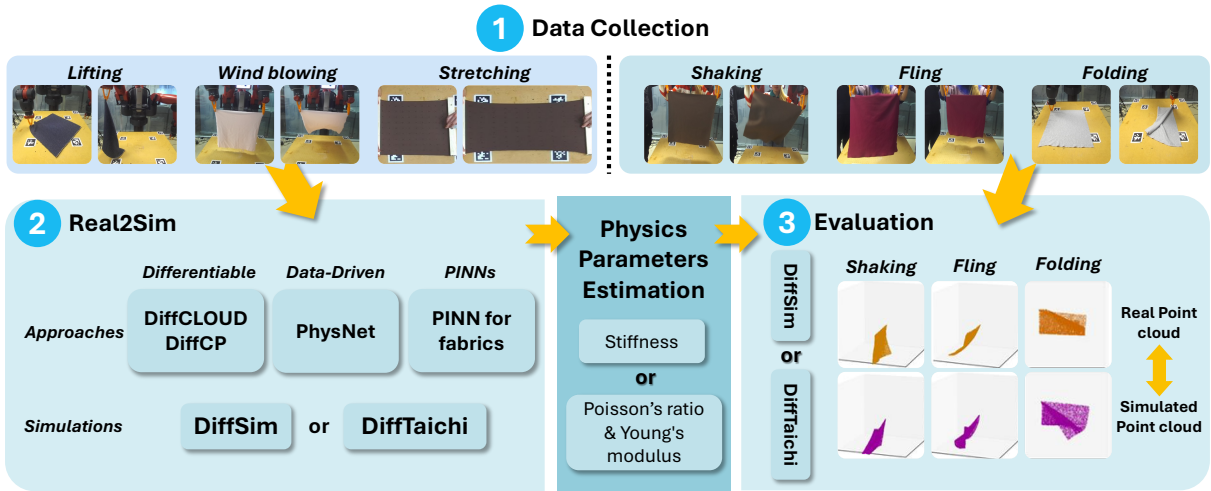 1 Data Collection
Lifting
Wind blowing
Stretching
Shaking
Fling
Folding
2 Real2Sim
Differentiable
Data-Driven
PINNs
Approaches
DiffCLOUD
DiffCP
PhysNet
PINN for
fabrics
Simulations
DiffSim
or
DiffTaichi
Physics
Parameters
Estimation
Stiffness
or
Poisson's ratio
& Young's
modulus
3 Evaluation
DiffSim
or
DiffTaichi
Shaking
Fling
Folding
Real Point
cloud
Simulated
Point cloud